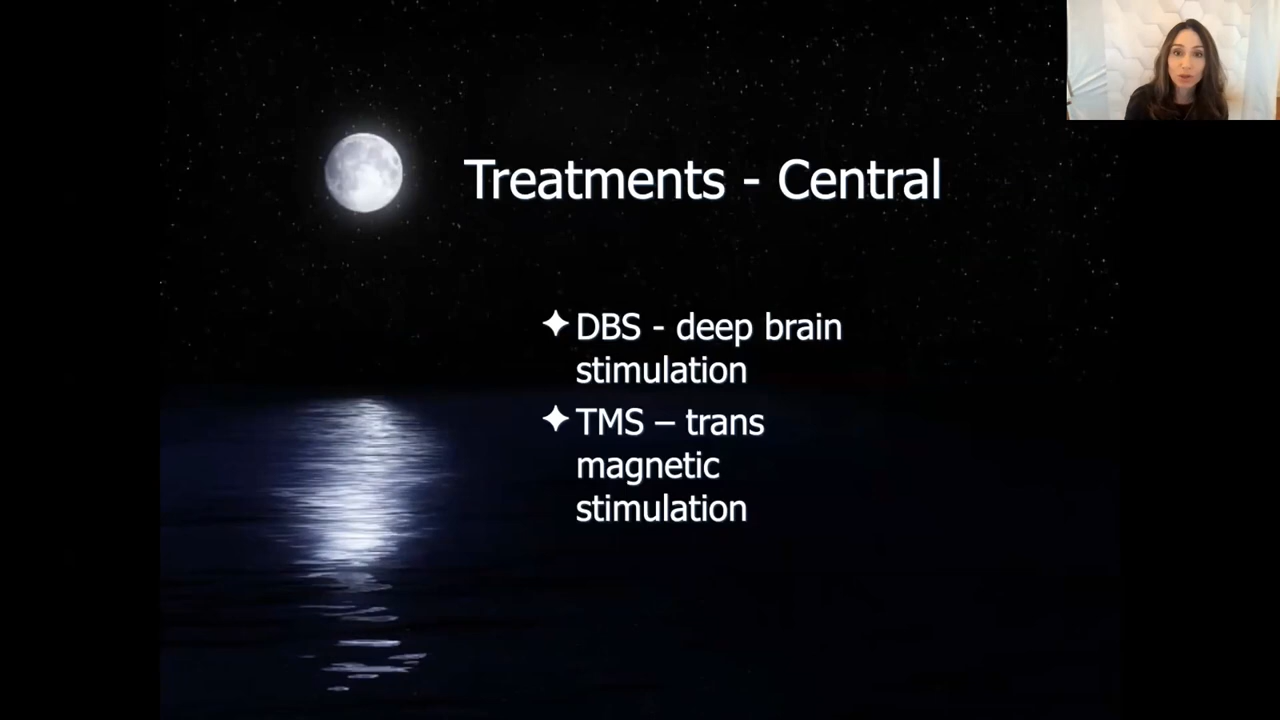 Treatments - Central
✦ DBS - deep brain
stimulation
✦ TMS – trans
magnetic
stimulation